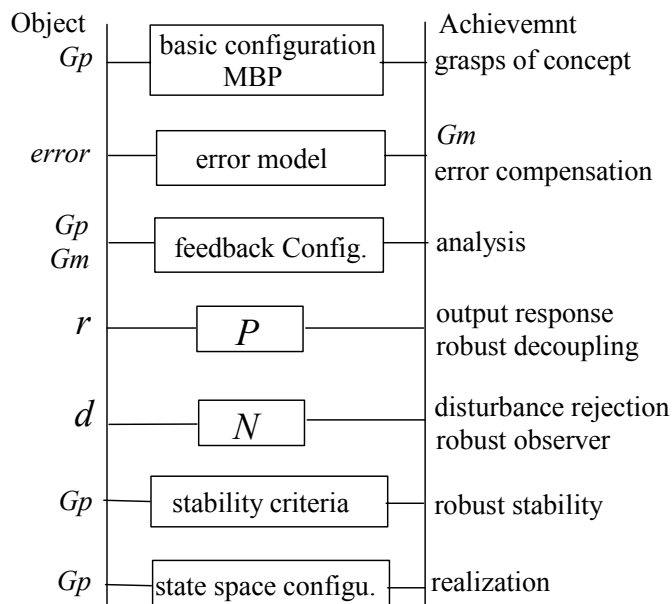 Object
Achievemnt
Gp
basic configuration
MBP
grasps of concept
error
error model
Gm
error compensation
Gp
Gm
feedback Config.
analysis
r
P
output response
robust decoupling
d
N
disturbance rejection
robust observer
Gp
stability criteria
robust stability
Gp
state space configu.
realization